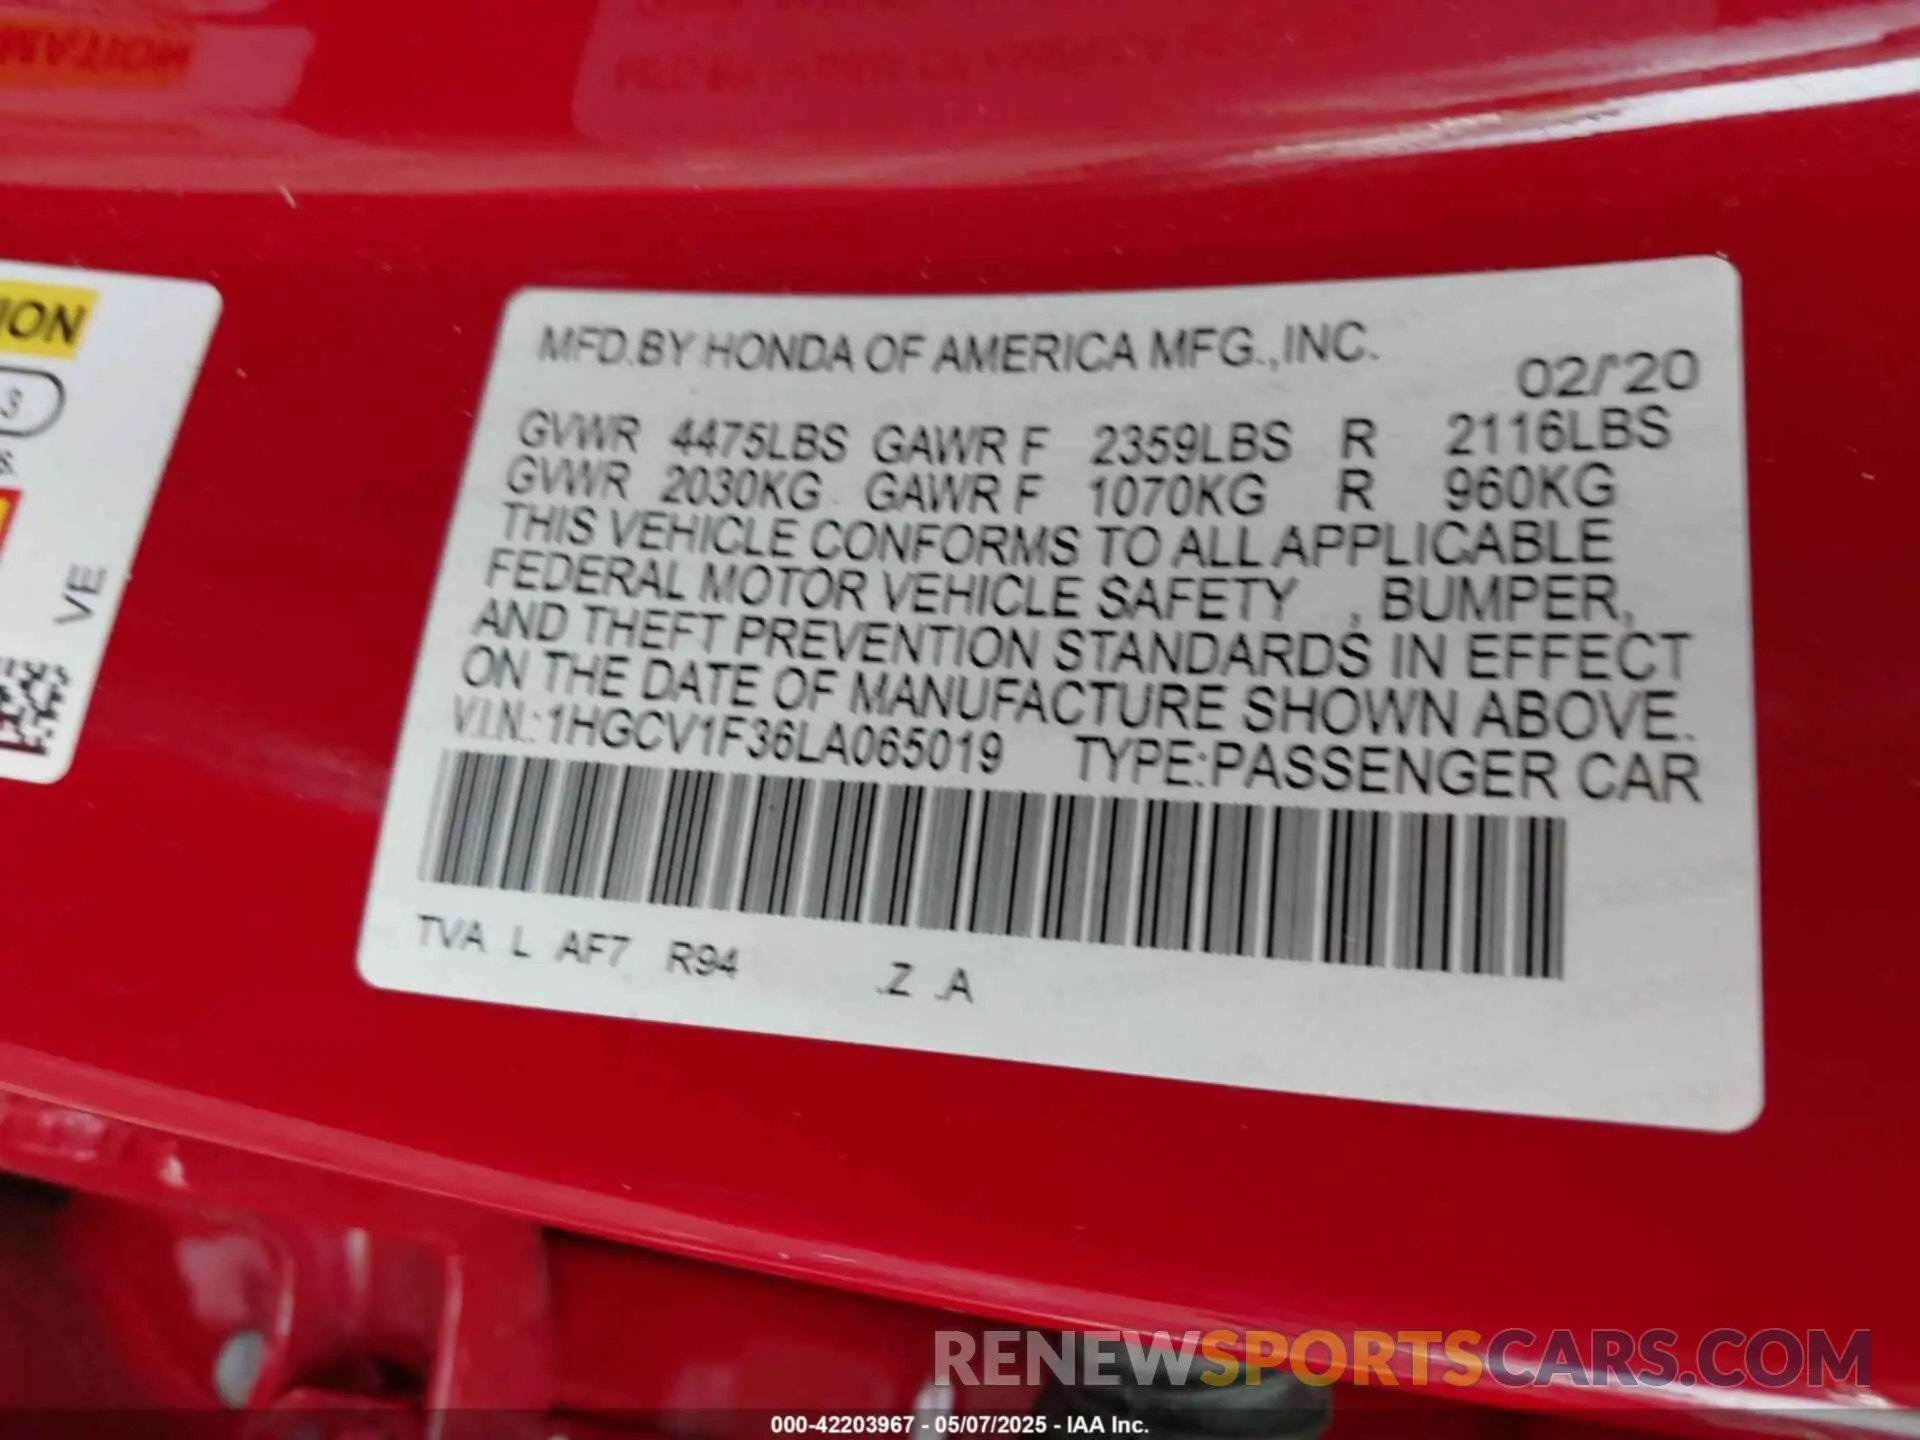 ION
3
S.
VE
MFD.BY HONDA OF AMERICA MFG.,INC.
02/'20
GVWR 4475LBS GAWR F 2359LBS R 2116LBS
GVWR 2030KG GAWR F 1070KG R 960KG
THIS VEHICLE CONFORMS TO ALL APPLICABLE
FEDERAL MOTOR VEHICLE SAFETY , BUMPER,
AND THEFT PREVENTION STANDARDS IN EFFECT
ON THE DATE OF MANUFACTURE SHOWN ABOVE.
V.I.N.:1HGCV1F36LA065019 TYPE:PASSENGER CAR
TVA L AF7 R94 .Z .A
RENEWSPORTSCARS.COM
000-42203967 - 05/07/2025 - IAA Inc.